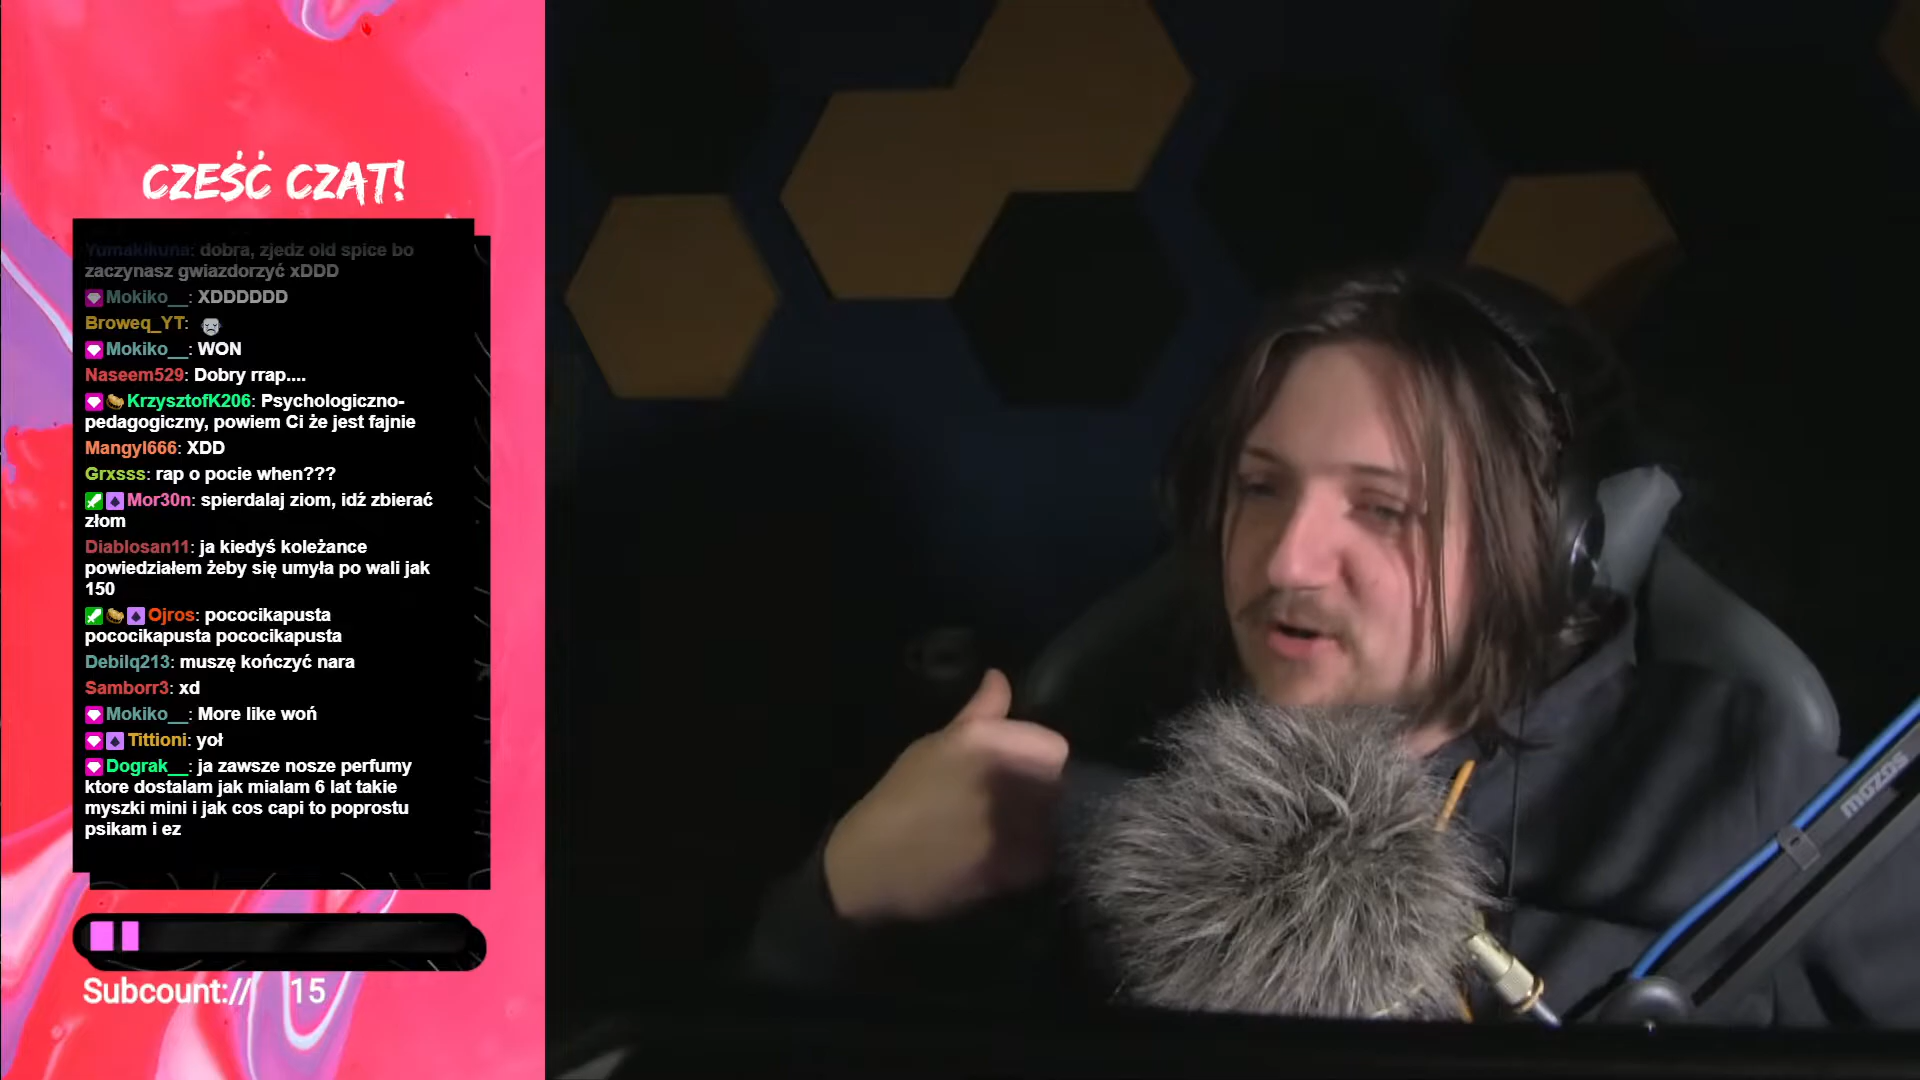 CZEŚĆ CZAT!
Yumakikuna: dobra, zjedz old spice bo
zaczynasz gwiazdorzyć xDDD
Mokiko__: XDDDDDD
Broweq_YT:
Mokiko__: WON
Naseem529: Dobry rrap....
KrzysztofK206: Psychologiczno-
pedagogiczny, powiem Ci że jest fajnie
Mangyl666: XDD
Grxsss: rap o pocie when???
Mor30n: spierdalaj ziom, idź zbierać
złom
Diablosan11: ja kiedyś koleżance
powiedziałem żeby się umyła po wali jak
150
Ojros: pococikapusta
pococikapusta pococikapusta
Debilq213: muszę kończyć nara
Samborr3: xd
Mokiko__: More like woń
Tittioni: yoł
Dograk__: ja zawsze nosze perfumy
ktore dostalam jak mialam 6 lat takie
myszki mini i jak cos capi to poprostu
psikam i ez
Subcount:// 15
mozos